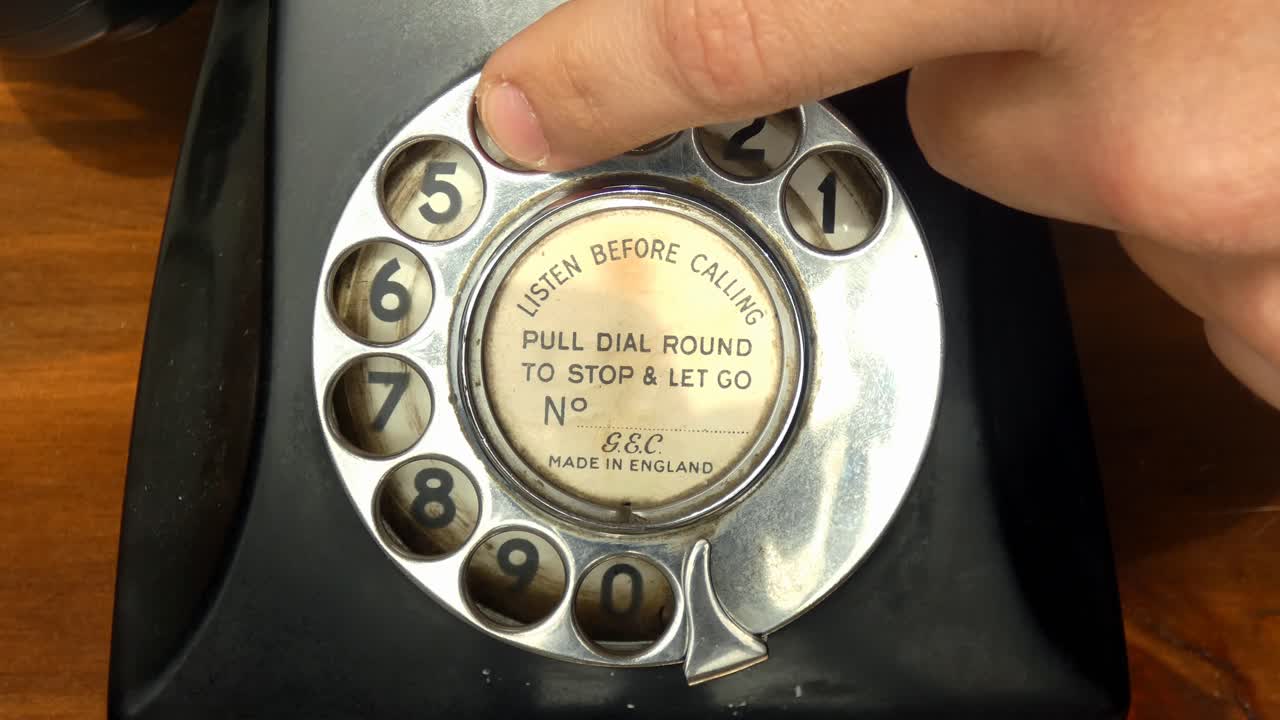 LISTEN BEFORE CALLING
PULL DIAL ROUND
TO STOP & LET GO
Nº
G.E.C.
MADE IN ENGLAND
2
1
5
6
7
8
9
0